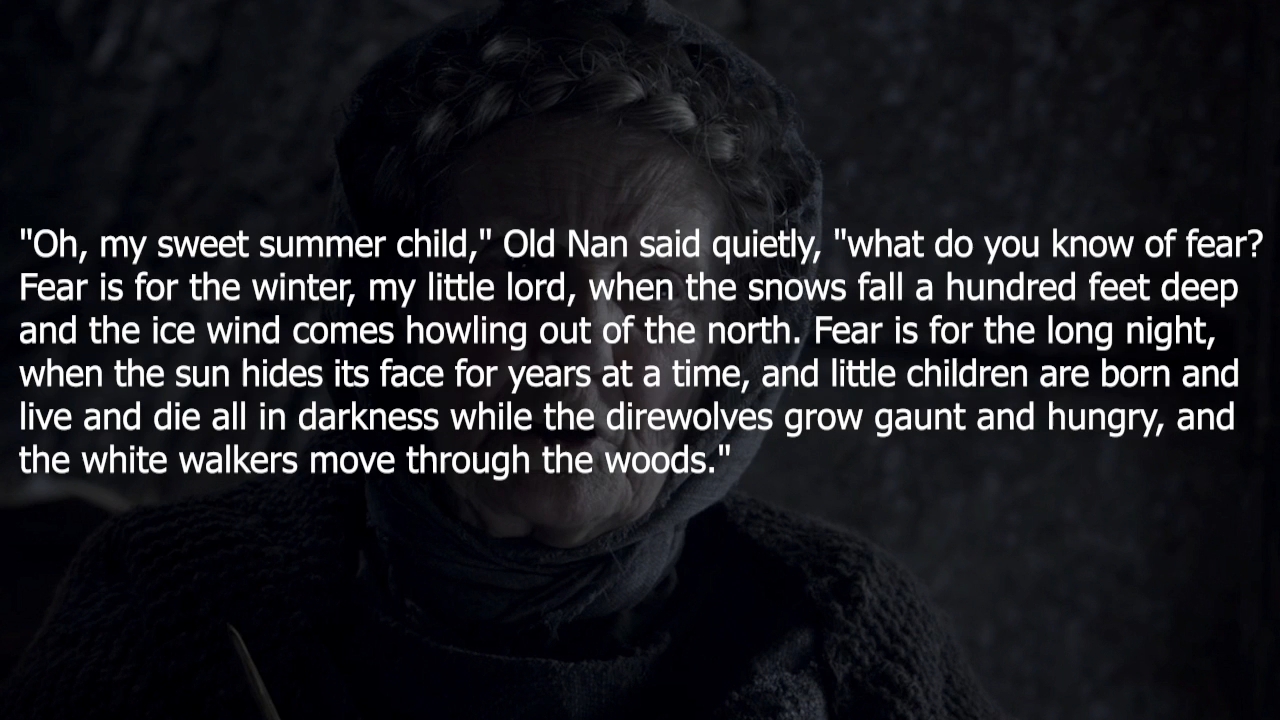 "Oh, my sweet summer child," Old Nan said quietly, "what do you know of fear?
Fear is for the winter, my little lord, when the snows fall a hundred feet deep
and the ice wind comes howling out of the north. Fear is for the long night,
when the sun hides its face for years at a time, and little children are born and
live and die all in darkness while the direwolves grow gaunt and hungry, and
the white walkers move through the woods."